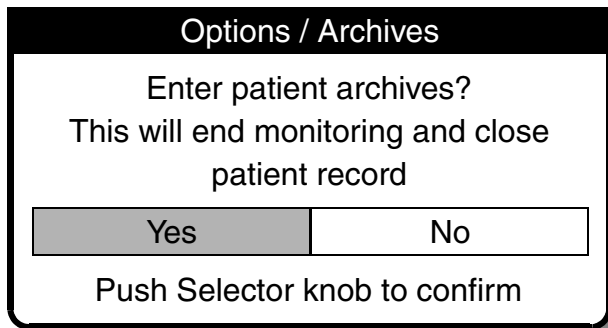 Options / Archives
Enter patient archives?
This will end monitoring and close
patient record
Yes
No
Push Selector knob to confirm